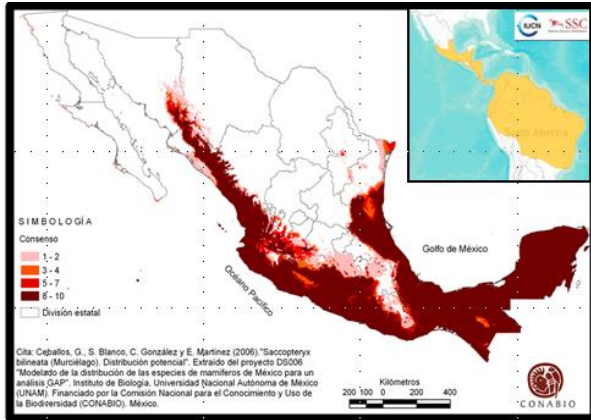 IUCN
SSC
South America
Golfo de México
Océano Pacífico
SIMBOLOGÍA
Consenso
1 - 2
3 - 4
5 - 7
8 - 10
División estatal
Cita: Ceballos, G., S. Blanco, C. González y E. Martínez (2006)."Saccopteryx
bilineata (Murciélago). Distribución potencial". Extraído del proyecto DS006
"Modelado de la distribución de las especies de mamíferos de México para un
análisis GAP". Instituto de Biología, Universidad Nacional Autónoma de México
(UNAM). Financiado por la Comisión Nacional para el Conocimiento y Uso de
la Biodiversidad (CONABIO). México.
Kilómetros
200 100 0 200 400
CONABIO